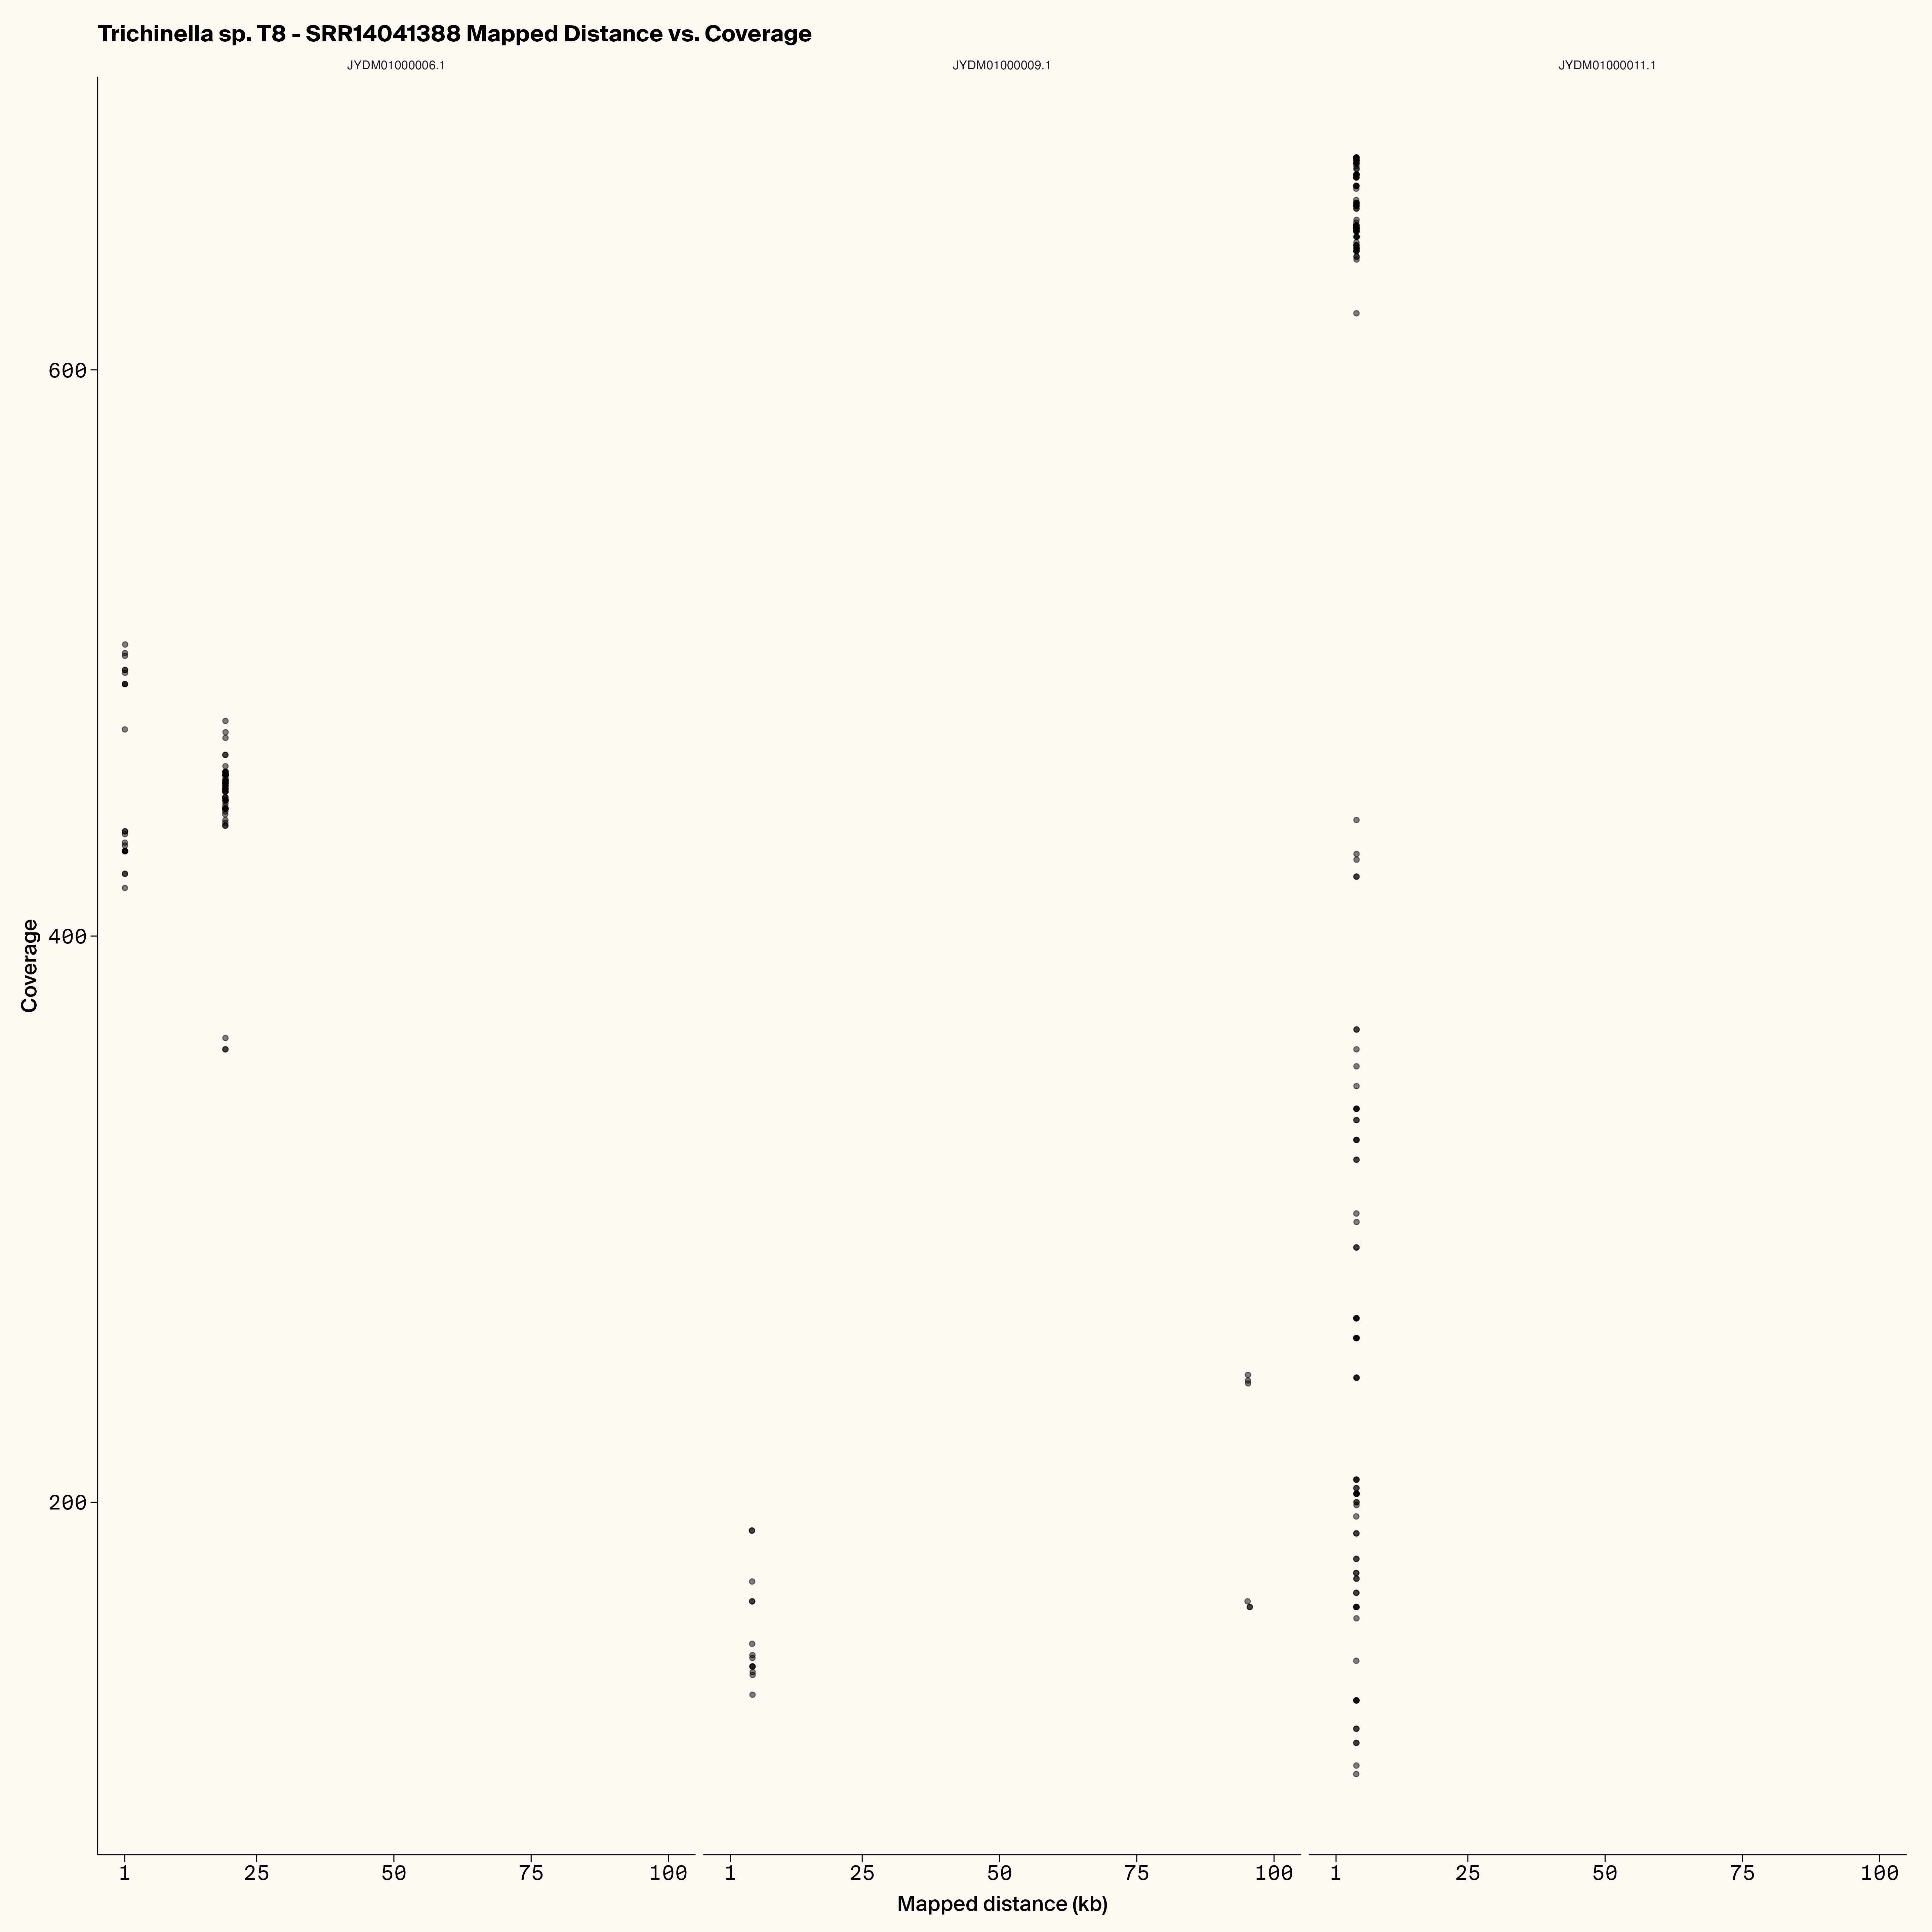 Trichinella sp. T8 - SRR14041388 Mapped Distance vs. Coverage
JYDM01000006.1 JYDM01000009.1 JYDM01000011.1
600
400
200
Coverage
1 25 50 75 100 1 25 50 75 100 1 25 50 75 100
Mapped distance (kb)